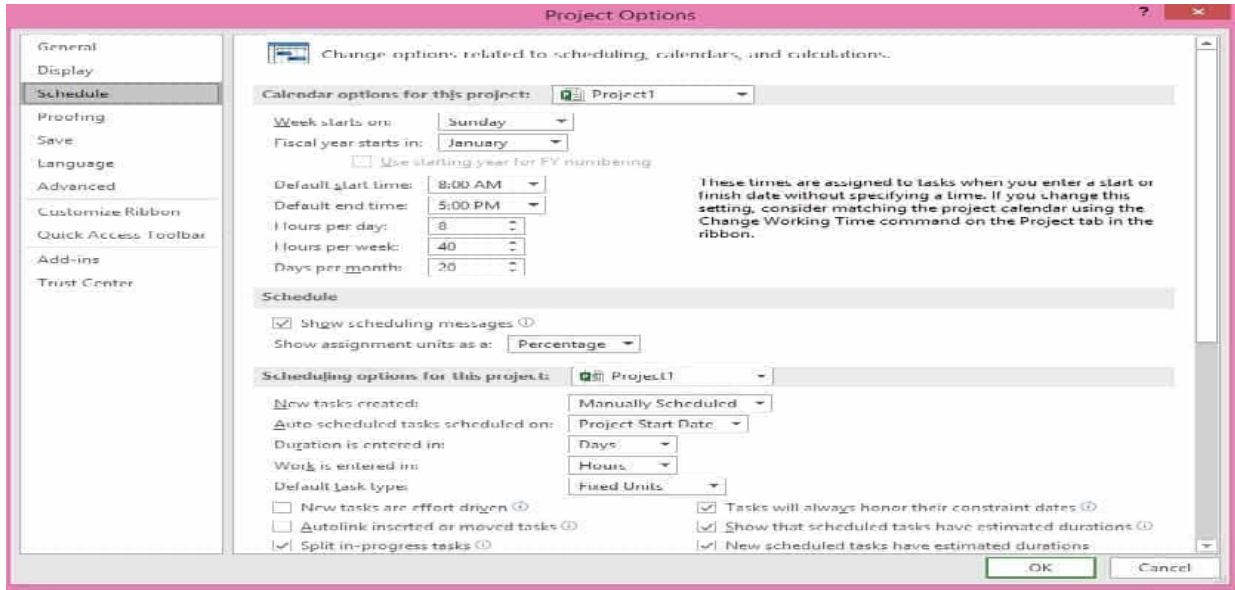 Project Options
?
General
Display
Schedule
Proofing
Save
Language
Advanced
Customize Ribbon
Quick Access Toolbar
Add-ins
Trust Center
Change options related to scheduling, calendars, and calculations.
Calendar options for this project: Project1
Week starts on: Sunday
Fiscal year starts in: January
Use starting year for FY numbering
Default start time: 8:00 AM
Default end time: 5:00 PM
Hours per day: 8
Hours per week: 40
Days per month: 20
These times are assigned to tasks when you enter a start or
finish date without specifying a time. If you change this
setting, consider matching the project calendar using the
Change Working Time command on the Project tab in the
ribbon.
Schedule
Show scheduling messages
Show assignment units as a: Percentage
Scheduling options for this project: Project1
New tasks created: Manually Scheduled
Auto scheduled tasks scheduled on: Project Start Date
Duration is entered in: Days
Work is entered in: Hours
Default task type: Fixed Units
New tasks are effort driven
Tasks will always honor their constraint dates
Autolink inserted or moved tasks
Show that scheduled tasks have estimated durations
Split in-progress tasks
New scheduled tasks have estimated durations
OK
Cancel